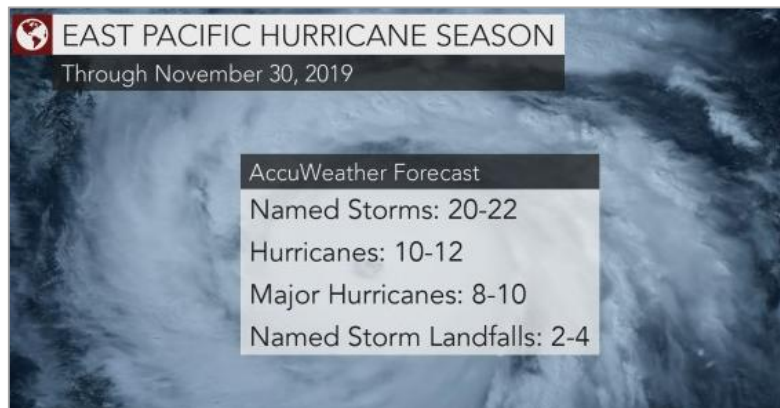 EAST PACIFIC HURRICANE SEASON
Through November 30, 2019
AccuWeather Forecast
Named Storms: 20-22
Hurricanes: 10-12
Major Hurricanes: 8-10
Named Storm Landfalls: 2-4